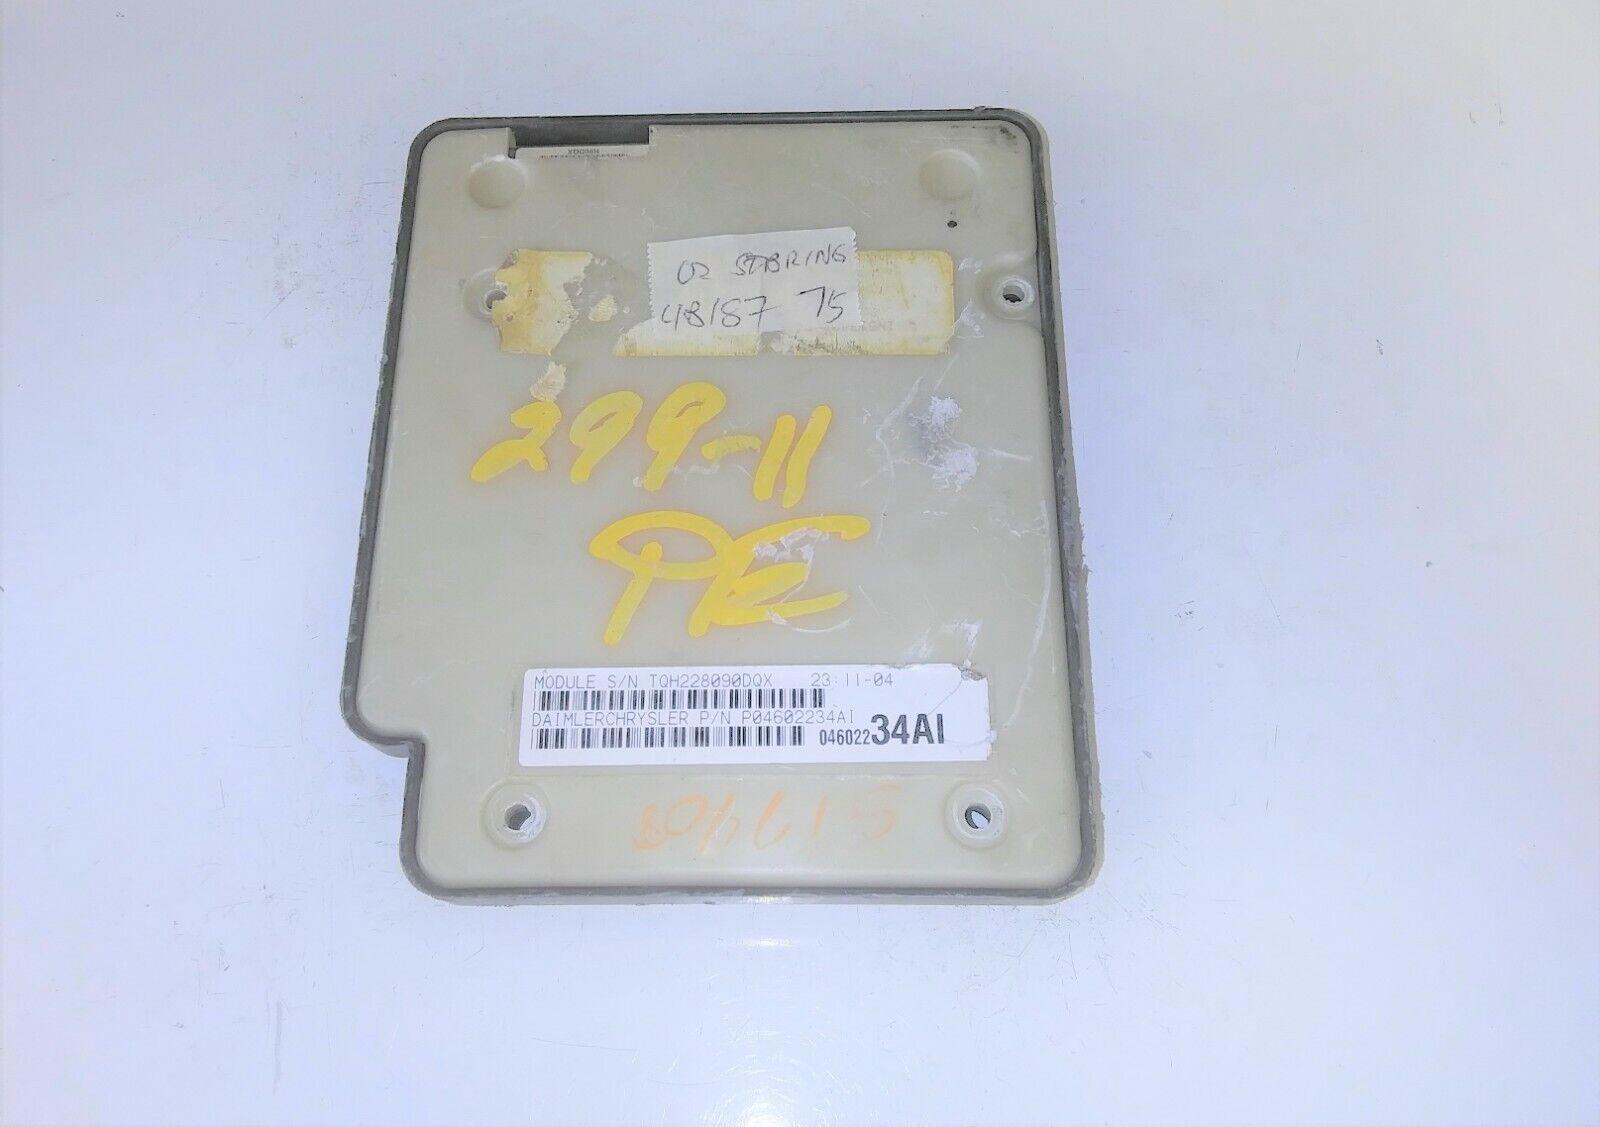 02 SEBRING
48187 75
299-11
PE
MODULE S/N TQH228090DQX 23:11-04
DAIMLERCHRYSLER P/N P04602234AI
04602234AI